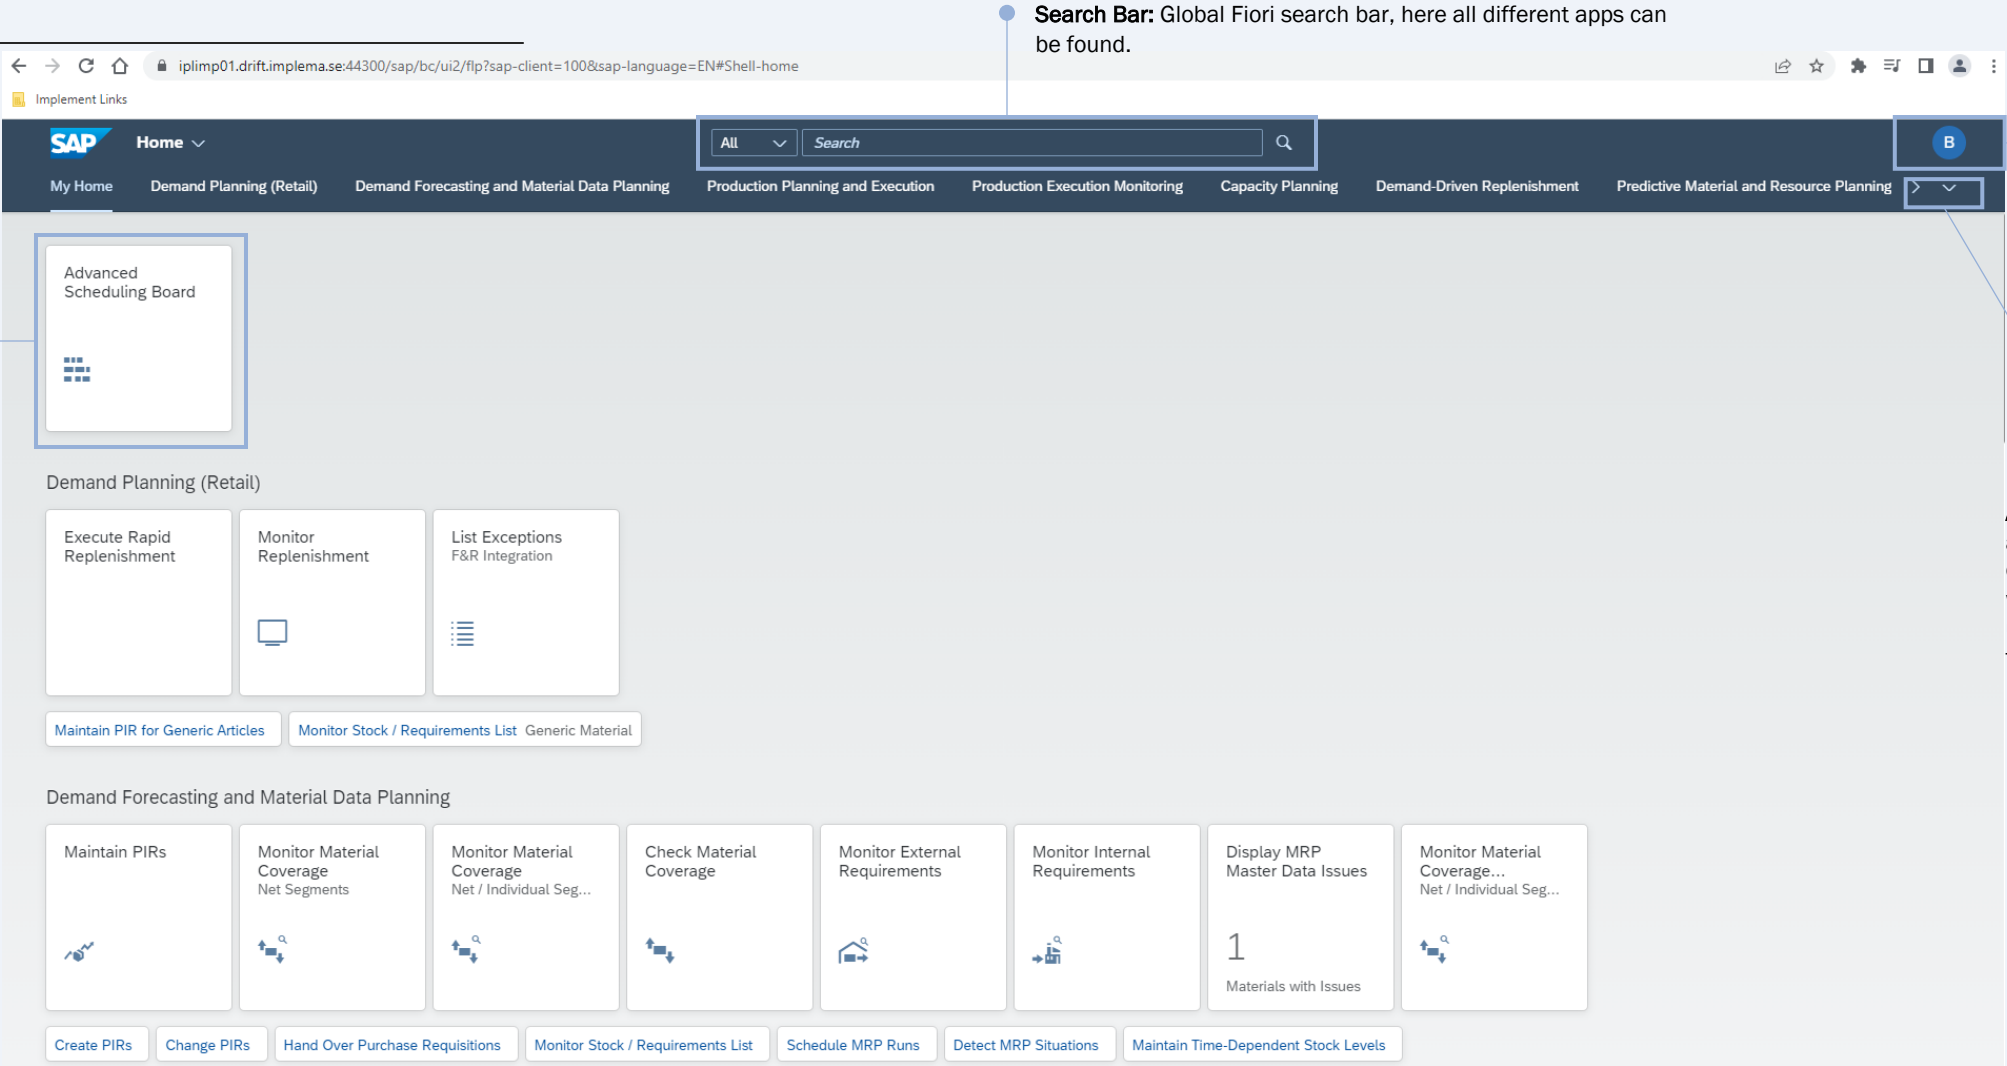 Search Bar: Global Fiori search bar, here all different apps can
be found.
iplimp01.drift.implema.se:44300/sap/bc/ui2/flp?sap-client=100&sap-language=EN#Shell-home
Implement Links
SAP Home All Search B
My Home Demand Planning (Retail) Demand Forecasting and Material Data Planning Production Planning and Execution Production Execution Monitoring Capacity Planning Demand-Driven Replenishment Predictive Material and Resource Planning
Advanced
Scheduling Board
Demand Planning (Retail)
Execute Rapid
Replenishment
Monitor
Replenishment
List Exceptions
F&R Integration
Maintain PIR for Generic Articles
Monitor Stock / Requirements List Generic Material
Demand Forecasting and Material Data Planning
Maintain PIRs
Monitor Material
Coverage
Net Segments
Monitor Material
Coverage
Net / Individual Seg...
Check Material
Coverage
Monitor External
Requirements
Monitor Internal
Requirements
Display MRP
Master Data Issues
1
Materials with Issues
Monitor Material
Coverage...
Net / Individual Seg...
Create PIRs
Change PIRs
Hand Over Purchase Requisitions
Monitor Stock / Requirements List
Schedule MRP Runs
Detect MRP Situations
Maintain Time-Dependent Stock Levels